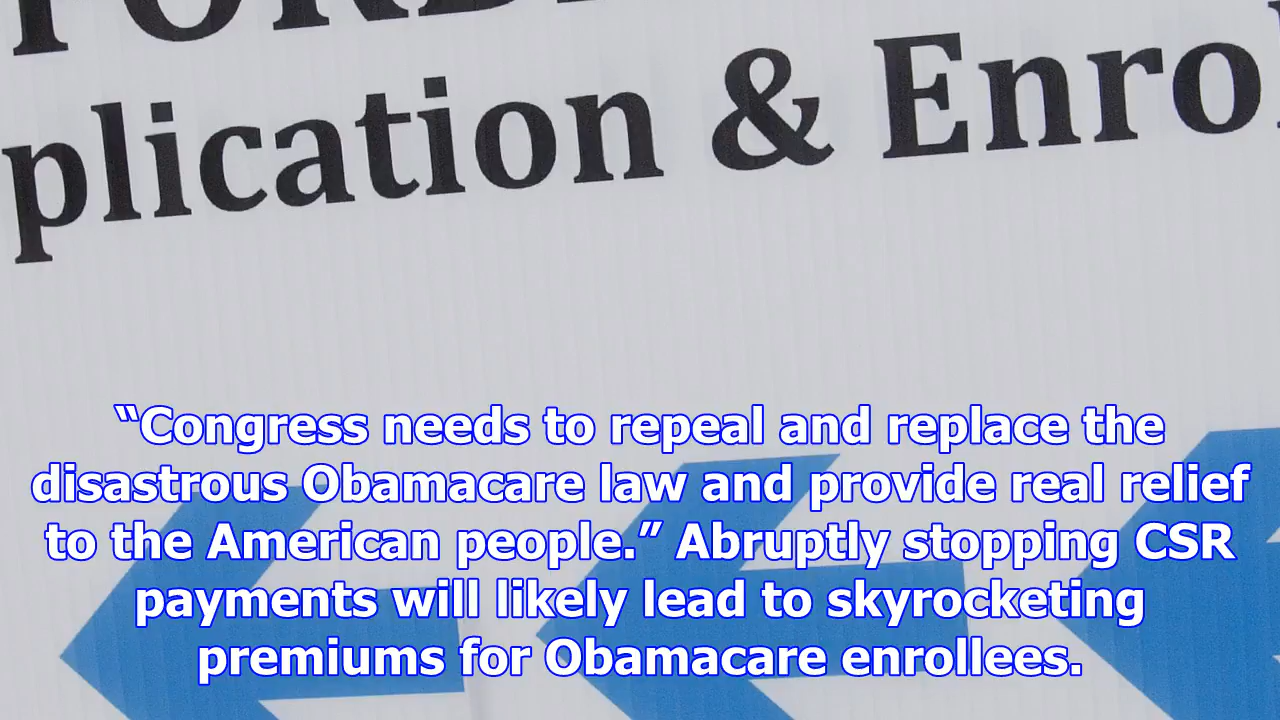 plication & Enro
“Congress needs to repeal and replace the
disastrous Obamacare law and provide real relief
to the American people.” Abruptly stopping CSR
payments will likely lead to skyrocketing
premiums for Obamacare enrollees.